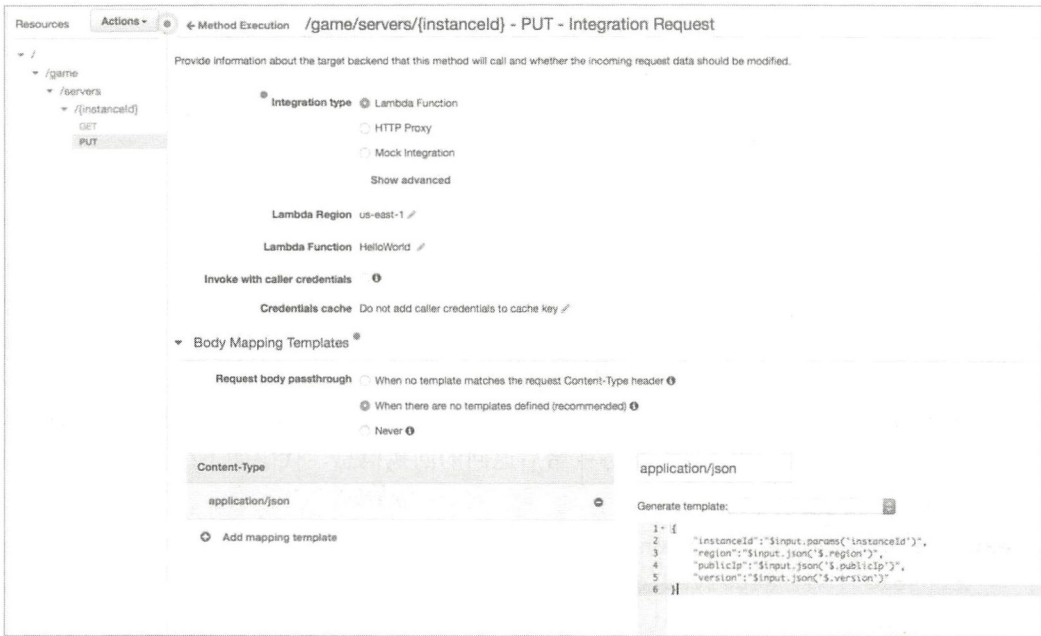 Resources
Actions
Method Execution
/game/servers/{instanceId} - PUT - Integration Request
/
/game
/servers
/{instanceId}
GET
PUT
Provide information about the target backend that this method will call and whether the incoming request data should be modified.
Integration type
Lambda Function
HTTP Proxy
Mock Integration
Show advanced
Lambda Region us-east-1
Lambda Function HelloWorld
Invoke with caller credentials
Credentials cache Do not add caller credentials to cache key
Body Mapping Templates
Request body passthrough
When no template matches the request Content-Type header
When there are no templates defined (recommended)
Never
Content-Type
application/json
Add mapping template
application/json
Generate template:
1 {
2 "instanceId":"$input.params('instanceId')",
3 "region":"$input.json('$.region')",
4 "publicIp":"$input.json('$.publicIp')",
5 "version":"$input.json('$.version')"
6 }